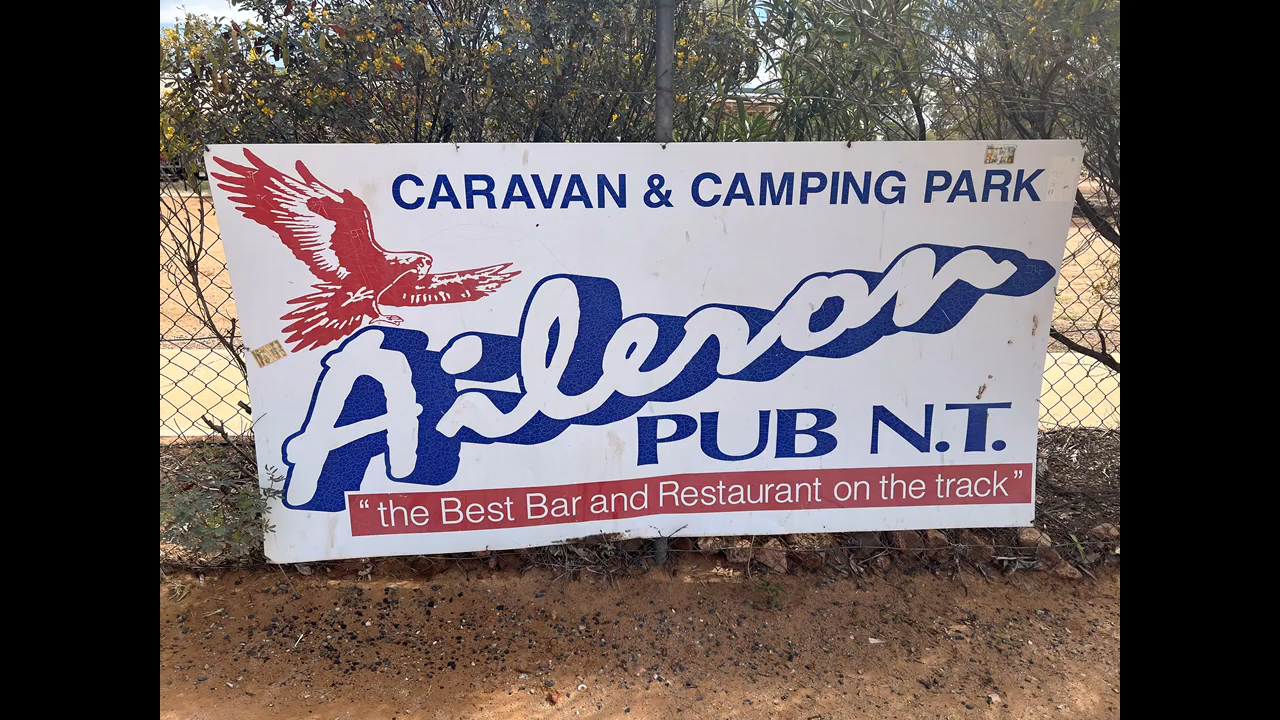 CARAVAN & CAMPING PARK
Aileron
PUB N.T.
“the Best Bar and Restaurant on the track”